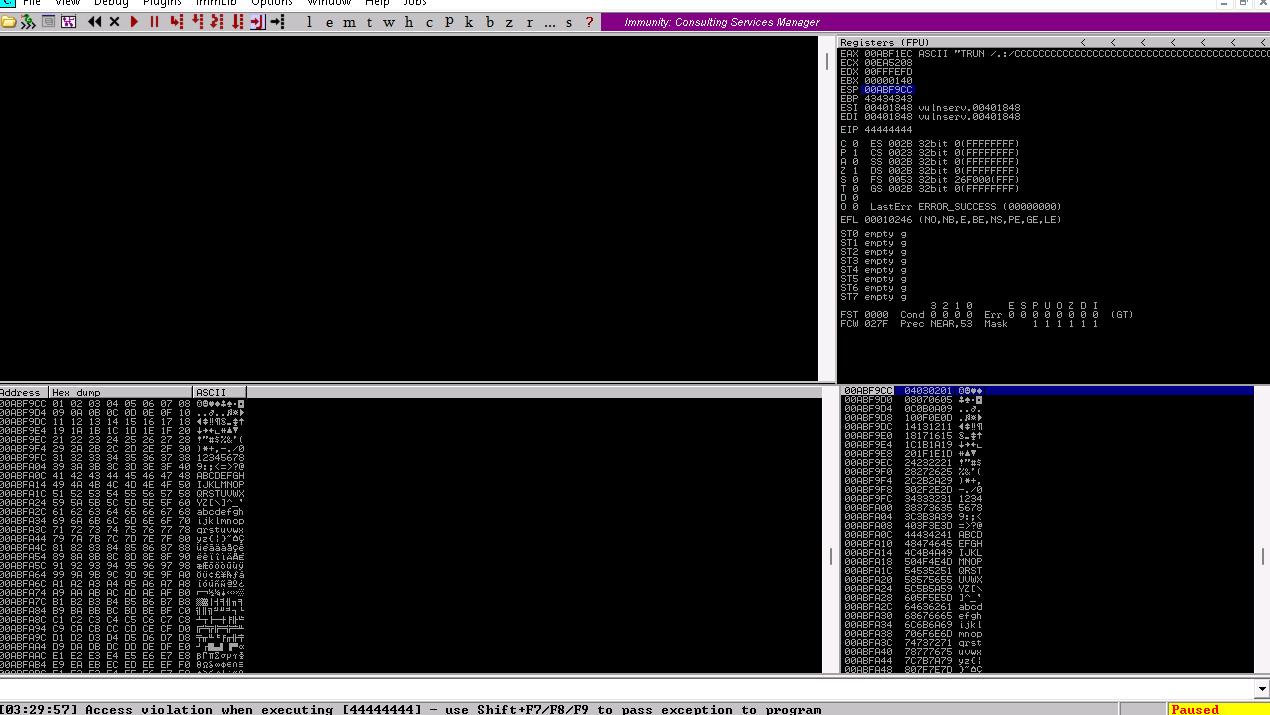 File View Debug Plugins ImmLib Options Window Help Jobs
l e m t w h c p k b z r ... s ?
Immunity: Consulting Services Manager
Registers (FPU) < < < < < < <
EAX 00ABF1EC ASCII "TRUN /.:/CCCCCCCCCCCCCCCCCCCCCCCCCCCCCCCCCCCCCCCCCC
ECX 00EA5208
EDX 00FFFEFD
EBX 00000140
ESP 00ABF9CC
EBP 43434343
ESI 00401848 vulnserv.00401848
EDI 00401848 vulnserv.00401848
EIP 44444444
C 0 ES 002B 32bit 0(FFFFFFFF)
P 1 CS 0023 32bit 0(FFFFFFFF)
A 0 SS 002B 32bit 0(FFFFFFFF)
Z 1 DS 002B 32bit 0(FFFFFFFF)
S 0 FS 0053 32bit 26F000(FFF)
T 0 GS 002B 32bit 0(FFFFFFFF)
D 0
O 0 LastErr ERROR_SUCCESS (00000000)
EFL 00010246 (NO,NB,E,BE,NS,PE,GE,LE)
ST0 empty g
ST1 empty g
ST2 empty g
ST3 empty g
ST4 empty g
ST5 empty g
ST6 empty g
ST7 empty g
3 2 1 0 E S P U O Z D I
FST 0000 Cond 0 0 0 0 Err 0 0 0 0 0 0 0 0 (GT)
FCW 027F Prec NEAR,53 Mask 1 1 1 1 1 1
Address Hex dump ASCII
00ABF9CC 01 02 03 04 05 06 07 08
00ABF9D4 09 0A 0B 0C 0D 0E 0F 10
00ABF9DC 11 12 13 14 15 16 17 18
00ABF9E4 19 1A 1B 1C 1D 1E 1F 20
00ABF9EC 21 22 23 24 25 26 27 28 !"#$%&'(
00ABF9F4 29 2A 2B 2C 2D 2E 2F 30 )*+,-./0
00ABF9FC 31 32 33 34 35 36 37 38 12345678
00ABFA04 39 3A 3B 3C 3D 3E 3F 40 9:;<=>?@
00ABFA0C 41 42 43 44 45 46 47 48 ABCDEFGH
00ABFA14 49 4A 4B 4C 4D 4E 4F 50 IJKLMNOP
00ABFA1C 51 52 53 54 55 56 57 58 QRSTUVWX
00ABFA24 59 5A 5B 5C 5D 5E 5F 60 YZ[\]^_`
00ABFA2C 61 62 63 64 65 66 67 68 abcdefgh
00ABFA34 69 6A 6B 6C 6D 6E 6F 70 ijklmnop
00ABFA3C 71 72 73 74 75 76 77 78 qrstuvwx
00ABFA44 79 7A 7B 7C 7D 7E 7F 80
00ABFA4C 81 82 83 84 85 86 87 88
00ABFA54 89 8A 8B 8C 8D 8E 8F 90
00ABFA5C 91 92 93 94 95 96 97 98
00ABFA64 99 9A 9B 9C 9D 9E 9F A0
00ABFA6C A1 A2 A3 A4 A5 A6 A7 A8
00ABFA74 A9 AA AB AC AD AE AF B0
00ABFA7C B1 B2 B3 B4 B5 B6 B7 B8
00ABFA84 B9 BA BB BC BD BE BF C0
00ABFA8C C1 C2 C3 C4 C5 C6 C7 C8
00ABFA94 C9 CA CB CC CD CE CF D0
00ABFA9C D1 D2 D3 D4 D5 D6 D7 D8
00ABFAA4 D9 DA DB DC DD DE DF E0
00ABFAAC E1 E2 E3 E4 E5 E6 E7 E8
00ABFAB4 E9 EA EB EC ED EE EF F0
00ABF9CC 04030201
00ABF9D0 08070605
00ABF9D4 0C0B0A09
00ABF9D8 100F0E0D
00ABF9DC 14131211
00ABF9E0 18171615
00ABF9E4 1C1B1A19
00ABF9E8 201F1E1D
00ABF9EC 24232221 !"#$
00ABF9F0 28272625 %&'(
00ABF9F4 2C2B2A29 )*+,
00ABF9F8 302F2E2D -./0
00ABF9FC 34333231 1234
00ABFA00 38373635 5678
00ABFA04 3C3B3A39 9:;<
00ABFA08 403F3E3D =>?@
00ABFA0C 44434241 ABCD
00ABFA10 48474645 EFGH
00ABFA14 4C4B4A49 IJKL
00ABFA18 504F4E4D MNOP
00ABFA1C 54535251 QRST
00ABFA20 58575655 UVWX
00ABFA24 5C5B5A59 YZ[\
00ABFA28 605F5E5D ]^_`
00ABFA2C 64636261 abcd
00ABFA30 68676665 efgh
00ABFA34 6C6B6A69 ijkl
00ABFA38 706F6E6D mnop
00ABFA3C 74737271 qrst
00ABFA40 78777675 uvwx
00ABFA44 7C7B7A79 yz{|
00ABFA48 807F7E7D
[03:29:57] Access violation when executing [44444444] - use Shift+F7/F8/F9 to pass exception to program
Paused